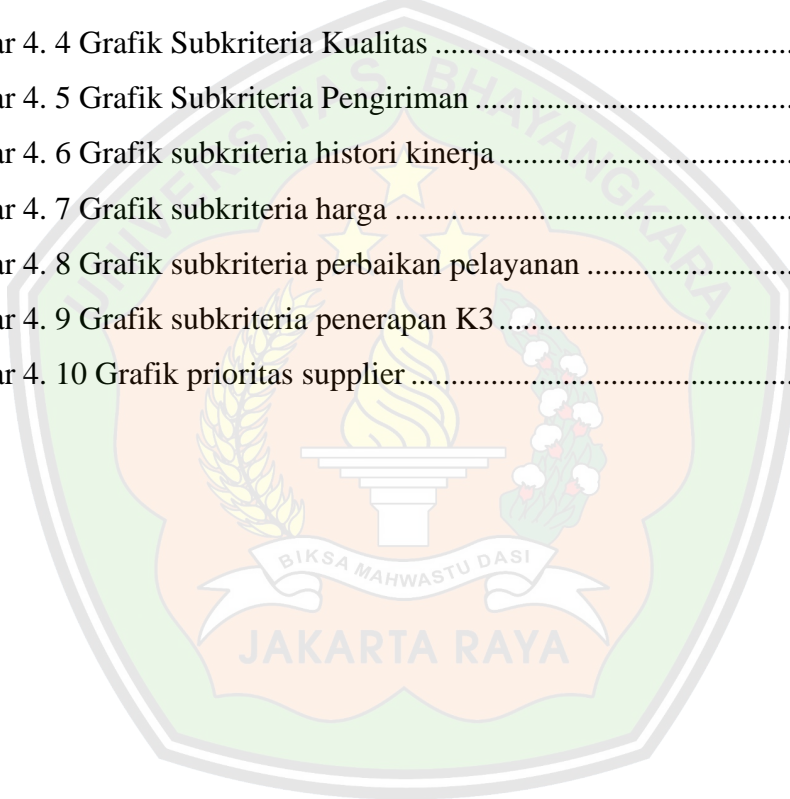 ar 4. 4 Grafik Subkriteria Kualitas ..........................................
ar 4. 5 Grafik Subkriteria Pengiriman ..........................................
ar 4. 6 Grafik subkriteria histori kinerja ..........................................
ar 4. 7 Grafik subkriteria harga ..........................................
ar 4. 8 Grafik subkriteria perbaikan pelayanan ..........................................
ar 4. 9 Grafik subkriteria penerapan K3 ..........................................
ar 4. 10 Grafik prioritas supplier ..........................................
UNIVERSITAS BHAYANGKARA
BIKSA MAHWASTU DASI
JAKARTA RAYA